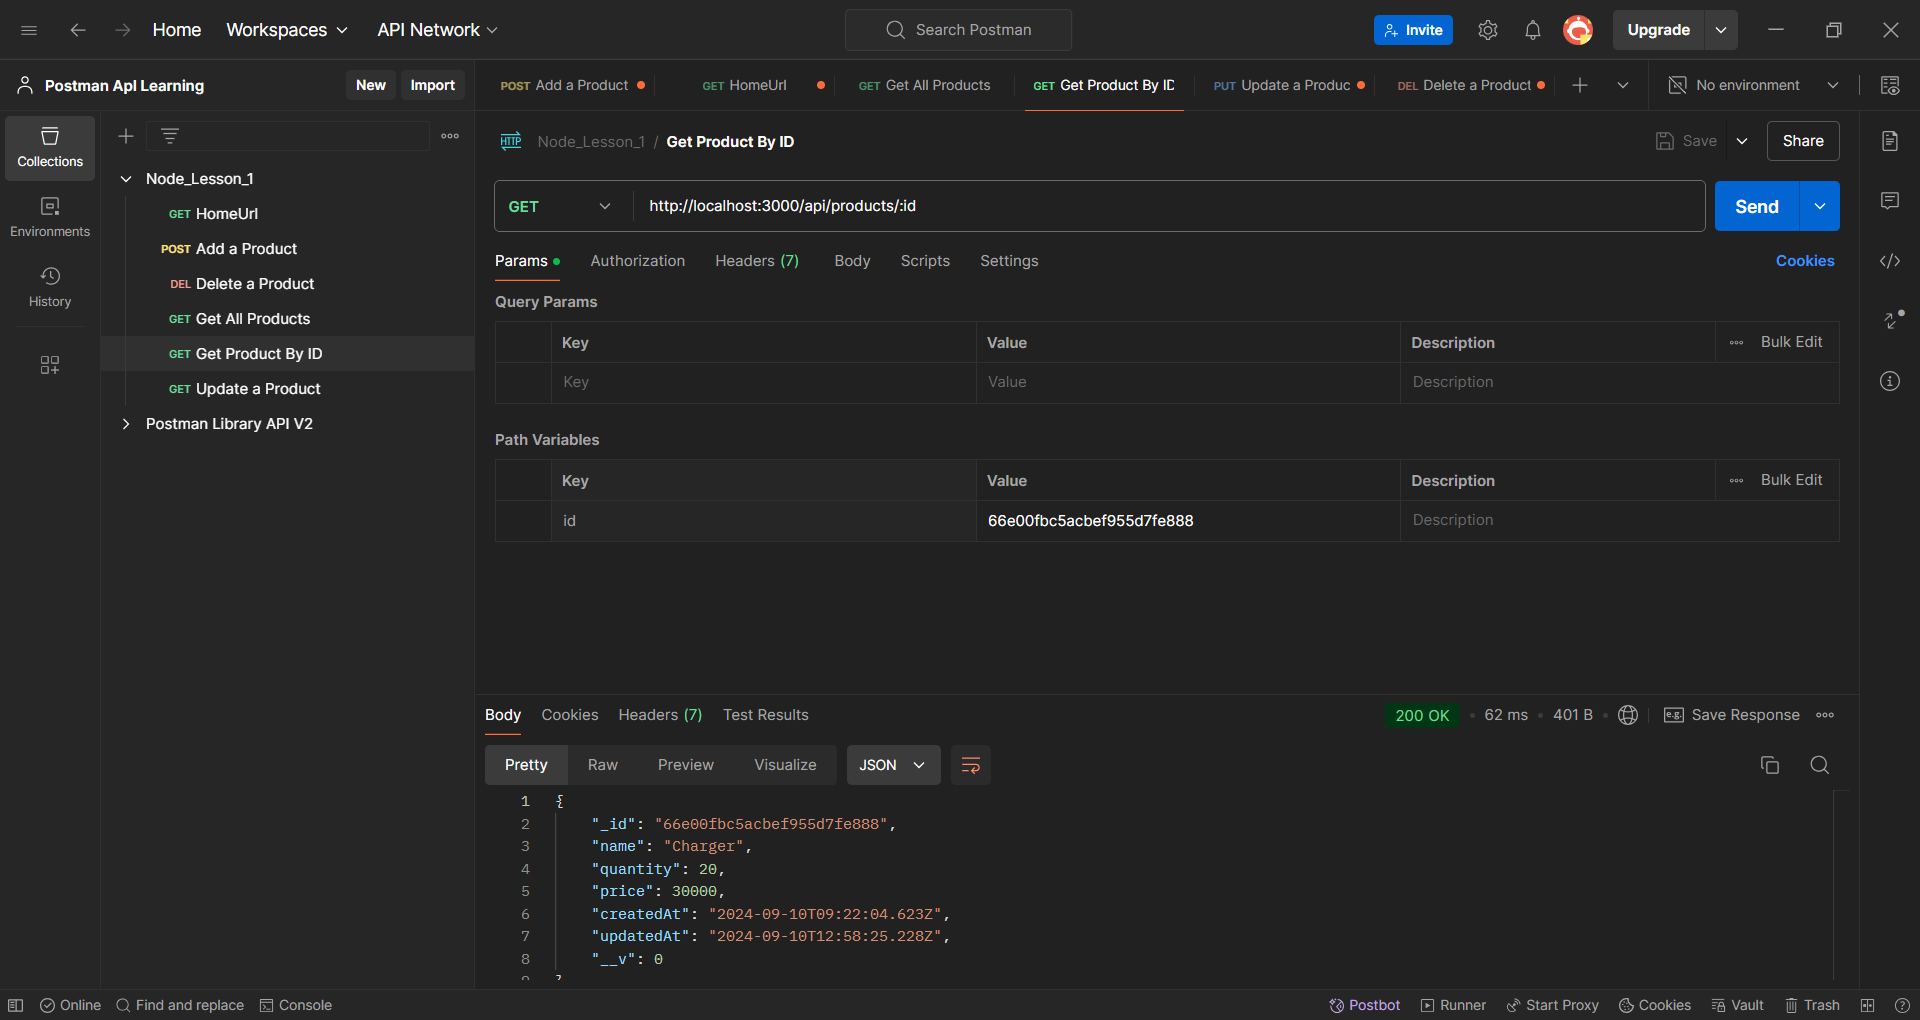 Home Workspaces API Network Search Postman Invite Upgrade
Postman ApI Learning New Import POST Add a Product GET HomeUrl GET Get All Products GET Get Product By ID PUT Update a Produc DEL Delete a Product No environment
Collections
Environments
History
Node_Lesson_1
GET HomeUrl
POST Add a Product
DEL Delete a Product
GET Get All Products
GET Get Product By ID
GET Update a Product
Postman Library API V2
HTTP Node_Lesson_1 / Get Product By ID Save Share
GET http://localhost:3000/api/products/:id Send
Params Authorization Headers (7) Body Scripts Settings Cookies
Query Params
Key Value Description Bulk Edit
Key Value Description
Path Variables
Key Value Description Bulk Edit
id 66e00fbc5acbef955d7fe888 Description
Body Cookies Headers (7) Test Results 200 OK 62 ms 401 B e.g. Save Response
Pretty Raw Preview Visualize JSON
1 {
2 "_id": "66e00fbc5acbef955d7fe888",
3 "name": "Charger",
4 "quantity": 20,
5 "price": 30000,
6 "createdAt": "2024-09-10T09:22:04.623Z",
7 "updatedAt": "2024-09-10T12:58:25.228Z",
8 "__v": 0
Online Find and replace Console Postbot Runner Start Proxy Cookies Vault Trash